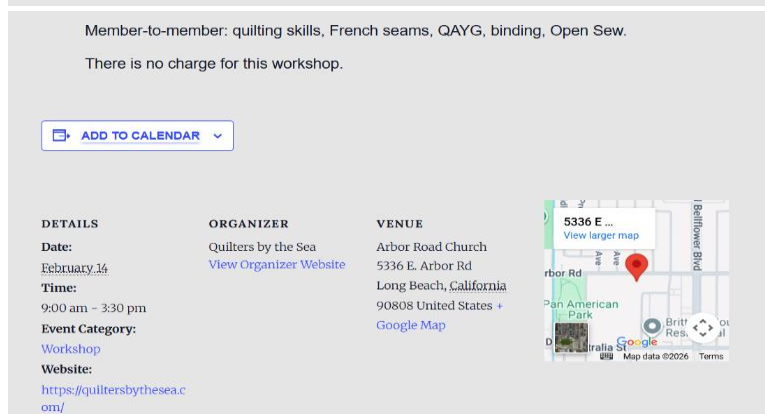 Member-to-member: quilting skills, French seams, QAYG, binding, Open Sew.
There is no charge for this workshop.
ADD TO CALENDAR
DETAILS
Date:
February 14
Time:
9:00 am - 3:30 pm
Event Category:
Workshop
Website:
https://quiltersbythesea.c
om/
ORGANIZER
Quilters by the Sea
View Organizer Website
VENUE
Arbor Road Church
5336 E. Arbor Rd
Long Beach, California
90808 United States +
Google Map
5336 E ...
View larger map
Bellflower Blvd
Ave
Ave
rbor Rd
Pan American
Park
Google
Map data ©2026
Terms